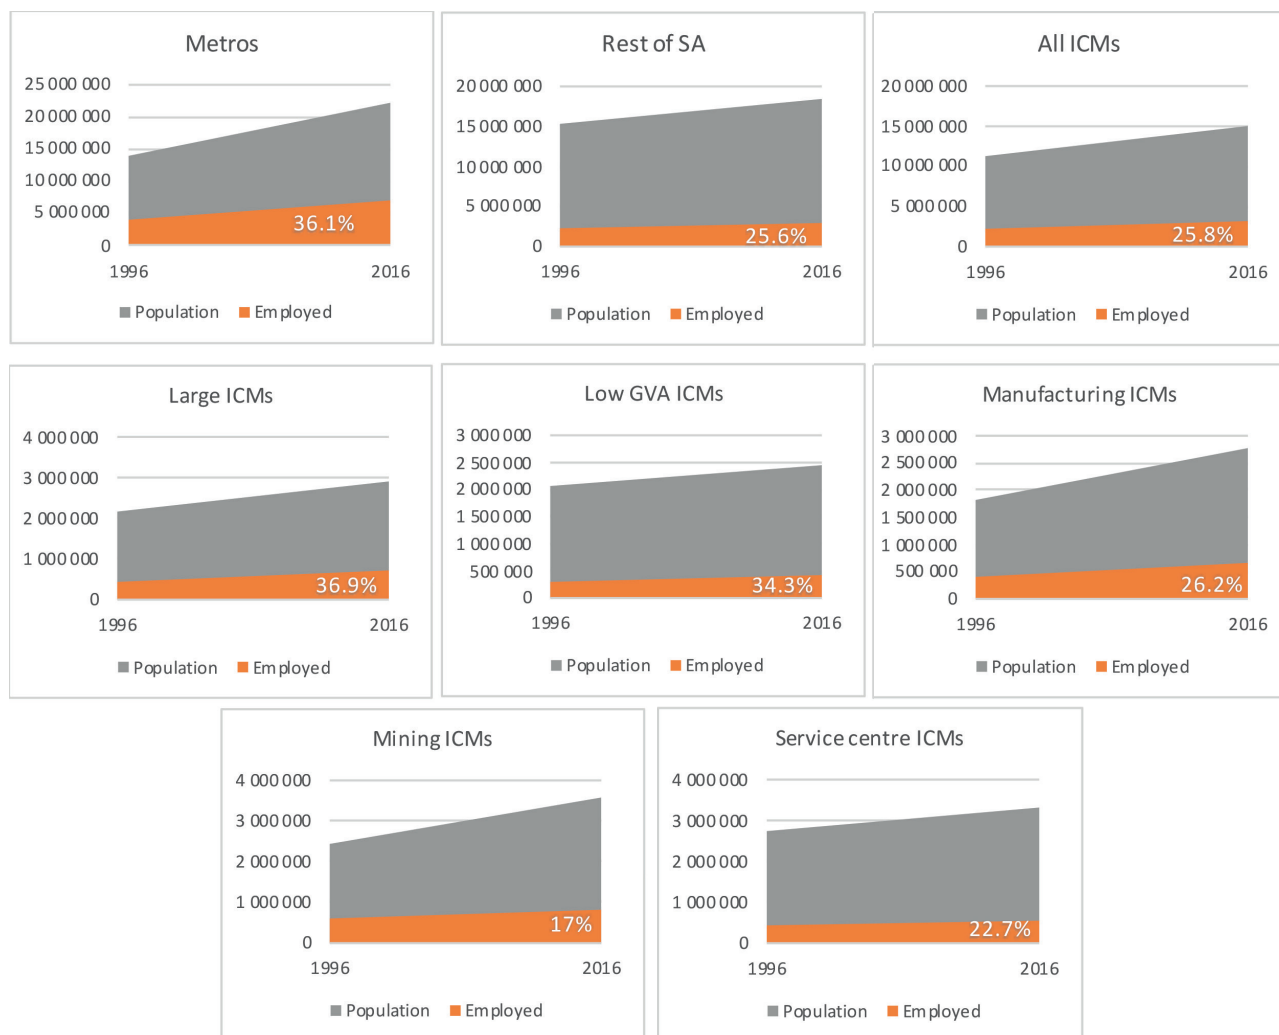 Metros
25 000 000
20 000 000
15 000 000
10 000 000
5 000 000
0
36.1%
1996 2016
Population Employed
Rest of SA
20 000 000
15 000 000
10 000 000
5 000 000
0
25.6%
1996 2016
Population Employed
All ICMs
20 000 000
15 000 000
10 000 000
5 000 000
0
25.8%
1996 2016
Population Employed
Large ICMs
4 000 000
3 000 000
2 000 000
1 000 000
0
36.9%
1996 2016
Population Employed
Low GVA ICMs
3 000 000
2 500 000
2 000 000
1 500 000
1 000 000
500 000
0
34.3%
1996 2016
Population Employed
Manufacturing ICMs
3 000 000
2 500 000
2 000 000
1 500 000
1 000 000
500 000
0
26.2%
1996 2016
Population Employed
Mining ICMs
4 000 000
3 000 000
2 000 000
1 000 000
0
17%
1996 2016
Population Employed
Service centre ICMs
4 000 000
3 000 000
2 000 000
1 000 000
0
22.7%
1996 2016
Population Employed